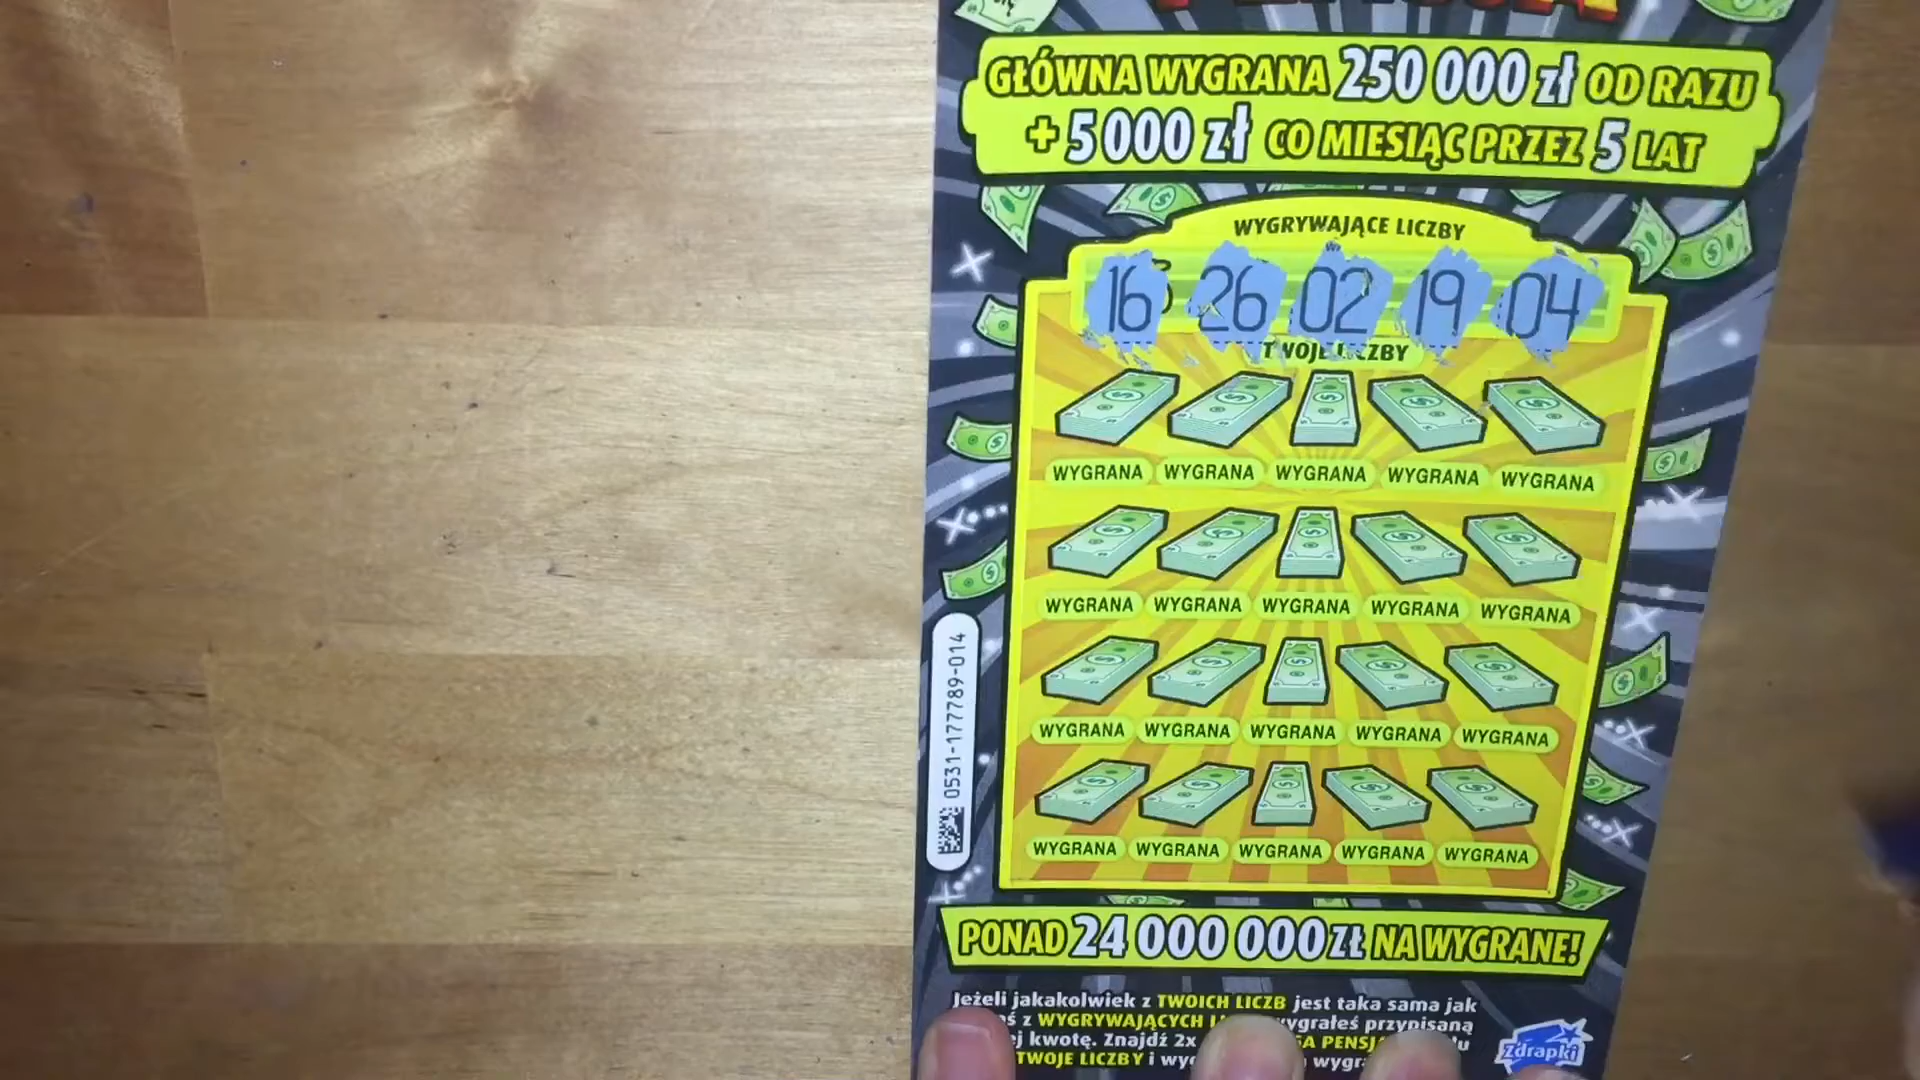 GŁÓWNA WYGRANA 250 000 zł OD RAZU
+ 5 000 zł CO MIESIĄC PRZEZ 5 LAT
WYGRYWAJĄCE LICZBY
16 26 02 19 04
TWOJE LICZBY
WYGRANA WYGRANA WYGRANA WYGRANA WYGRANA
WYGRANA WYGRANA WYGRANA WYGRANA WYGRANA
WYGRANA WYGRANA WYGRANA WYGRANA WYGRANA
WYGRANA WYGRANA WYGRANA WYGRANA WYGRANA
0531-177789-014
PONAD 24 000 000 ZŁ NA WYGRANE!
Jeżeli jakakolwiek z TWOICH LICZB jest taka sama jak
z WYGRYWAJĄCYCH wygrałeś przypisaną
kwotę. Znajdź 2x
TWOJE LICZBY i
Zdrapki